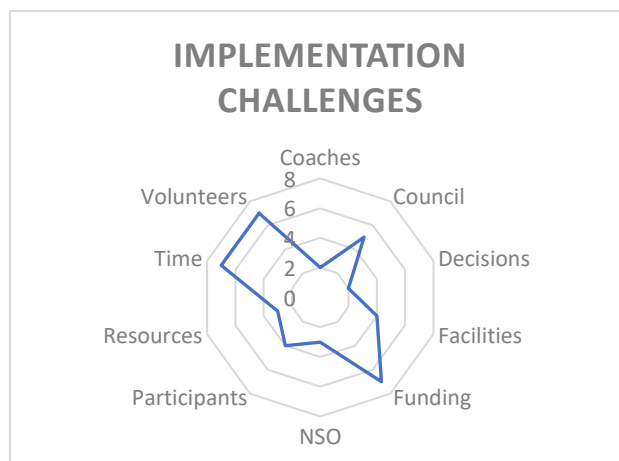 IMPLEMENTATION
CHALLENGES
Coaches
8
Volunteers
Council
6
4
Time
Decisions
2
0
Resources
Facilities
Participants
Funding
NSO